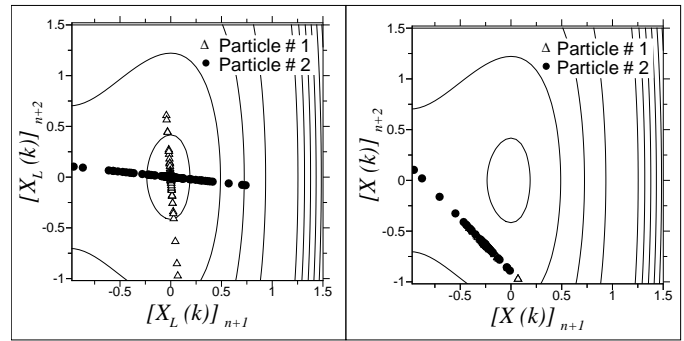 1.5
1
0.5
0
-0.5
-1
-0.5
0
0.5
1
1.5
[X_L (k)]_{n+2}
[X_L (k)]_{n+1}
Particle # 1
Particle # 2
1.5
1
0.5
0
-0.5
-1
-0.5
0
0.5
1
1.5
[X (k)]_{n+2}
[X (k)]_{n+1}
Particle # 1
Particle # 2